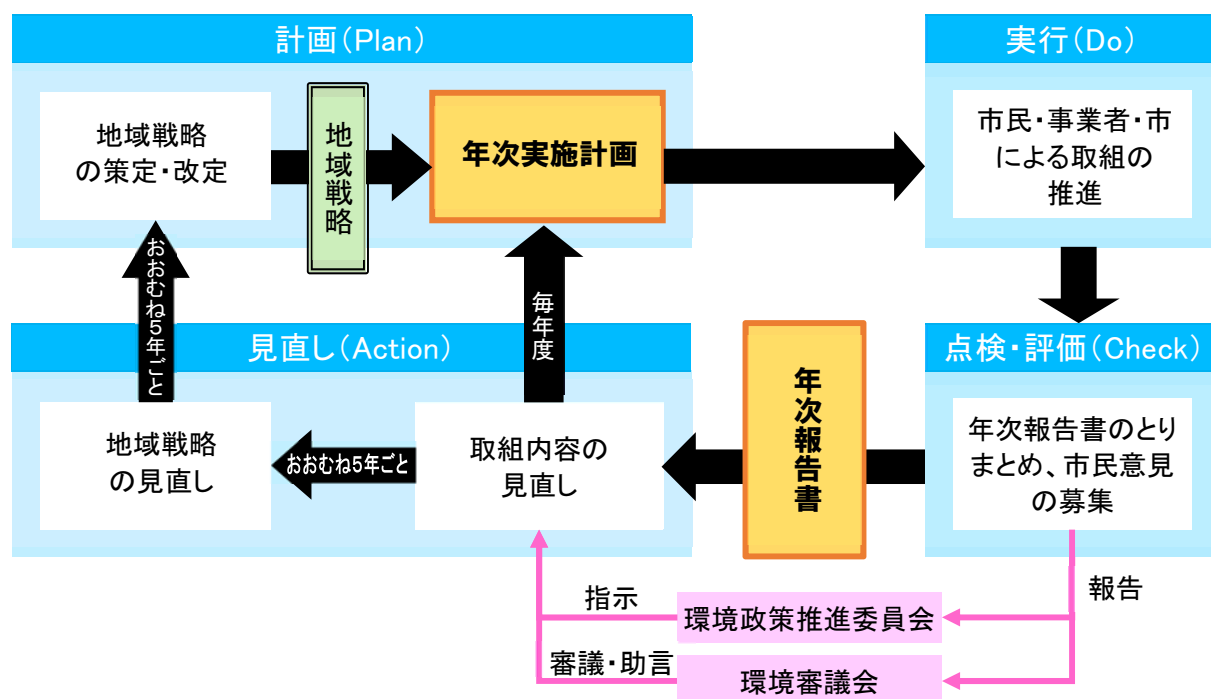 計画(Plan)
地域戦略
の策定・改定
地域戦略
年次実施計画
実行(Do)
市民・事業者・市
による取組の
推進
おおむね5年ごと
毎年度
見直し(Action)
地域戦略
の見直し
おおむね5年ごと
取組内容の
見直し
年次報告書
点検・評価(Check)
年次報告書のとり
まとめ、市民意見
の募集
報告
指示
環境政策推進委員会
審議・助言
環境審議会